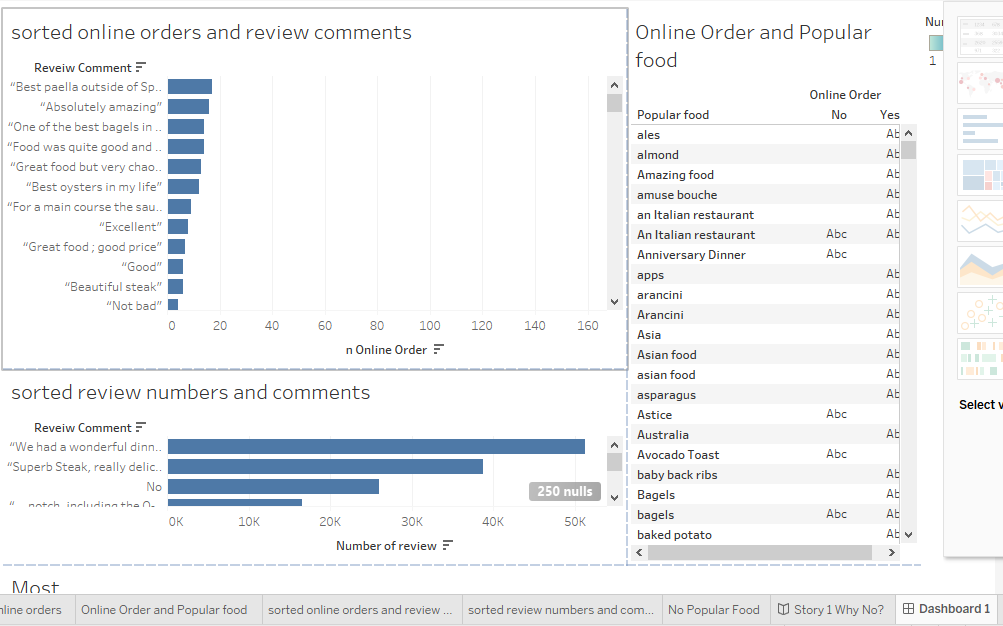 sorted online orders and review comments
Reveiw Comment
“Best paella outside of Sp..
“Absolutely amazing”
“One of the best bagels in ..
“Food was quite good and ..
“Great food but very chao..
“Best oysters in my life”
“For a main course the sau..
“Excellent”
“Great food ; good price”
“Good”
“Beautiful steak”
“Not bad”
0 20 40 60 80 100 120 140 160
n Online Order
sorted review numbers and comments
Reveiw Comment
“We had a wonderful dinn..
“Superb Steak, really delic..
No
250 nulls
0K 10K 20K 30K 40K 50K
Number of review
Most
Online Order and Popular
food
Online Order
Popular food No Yes
ales Ab
almond Ab
Amazing food Ab
amuse bouche Ab
an Italian restaurant Ab
An Italian restaurant Abc Ab
Anniversary Dinner Abc
apps Ab
arancini Ab
Arancini Ab
Asia Ab
Asian food Ab
asian food Ab
asparagus Ab
Astice Abc
Australia Ab
Avocado Toast Abc
baby back ribs Ab
Bagels Ab
bagels Abc Ab
baked potato Ab
1
Select
nline orders
Online Order and Popular food
sorted online orders and review ...
sorted review numbers and com...
No Popular Food
Story 1 Why No?
Dashboard 1